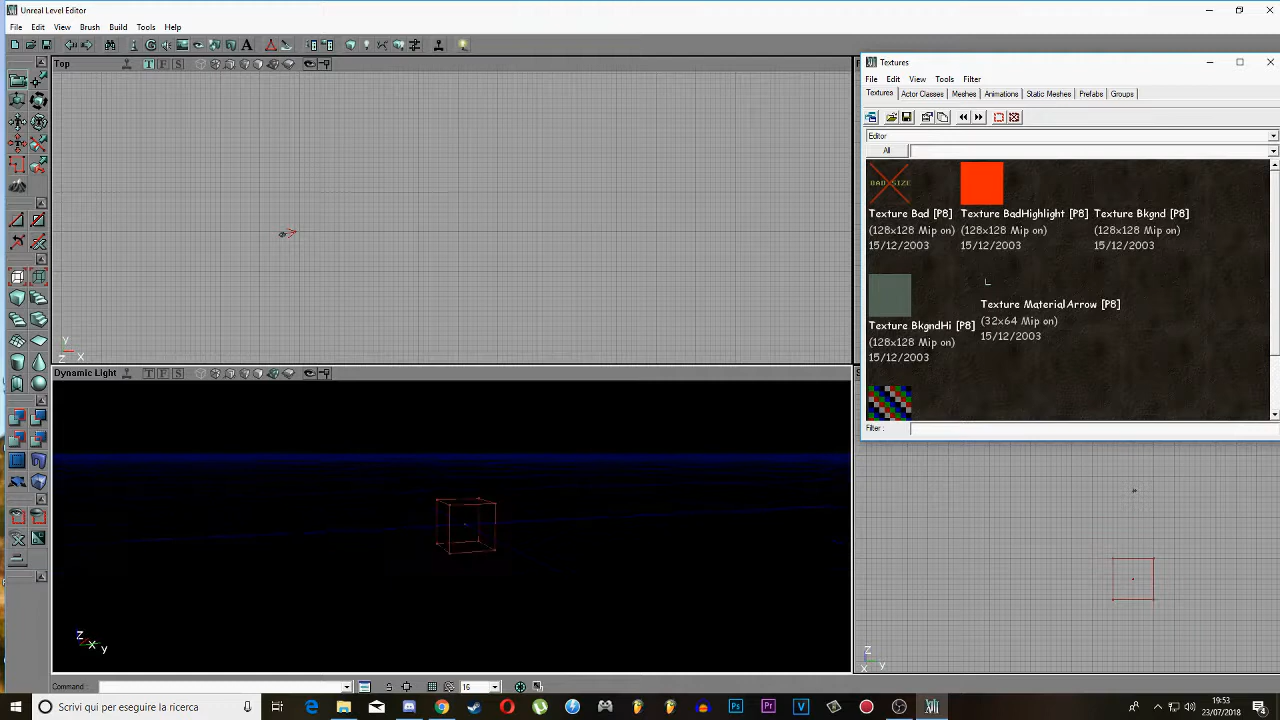 Unreal Level Editor
File Edit View Brush Build Tools Help
Top
T F S
Y
Z X
Dynamic Light
T F S
Z
X y
Textures
File Edit View Tools Filter
Textures Actor Classes Meshes Animations Static Meshes Prefabs Groups
Editor
All
BAD SIZE
Texture Bad [P8] Texture BadHighlight [P8] Texture Bkgnd [P8]
(128x128 Mip on) (128x128 Mip on) (128x128 Mip on)
15/12/2003 15/12/2003 15/12/2003
Texture MaterialArrow [P8]
(32x64 Mip on)
15/12/2003
Texture BkgndHi [P8]
(128x128 Mip on)
15/12/2003
Filter :
Z
X y
Command : 16
Scrivi qui per eseguire la ricerca
19:53
23/07/2018